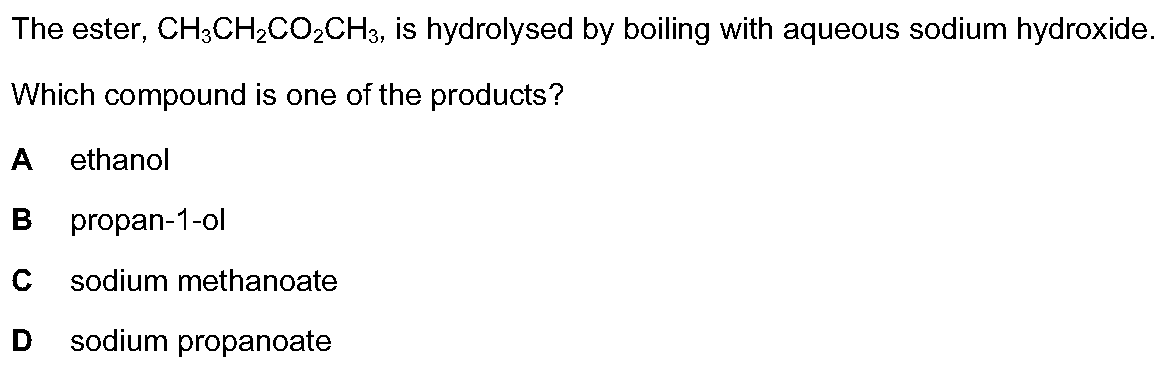 The ester, CH₃CH₂CO₂CH₃, is hydrolysed by boiling with aqueous sodium hydroxide.
Which compound is one of the products?
A ethanol
B propan-1-ol
C sodium methanoate
D sodium propanoate